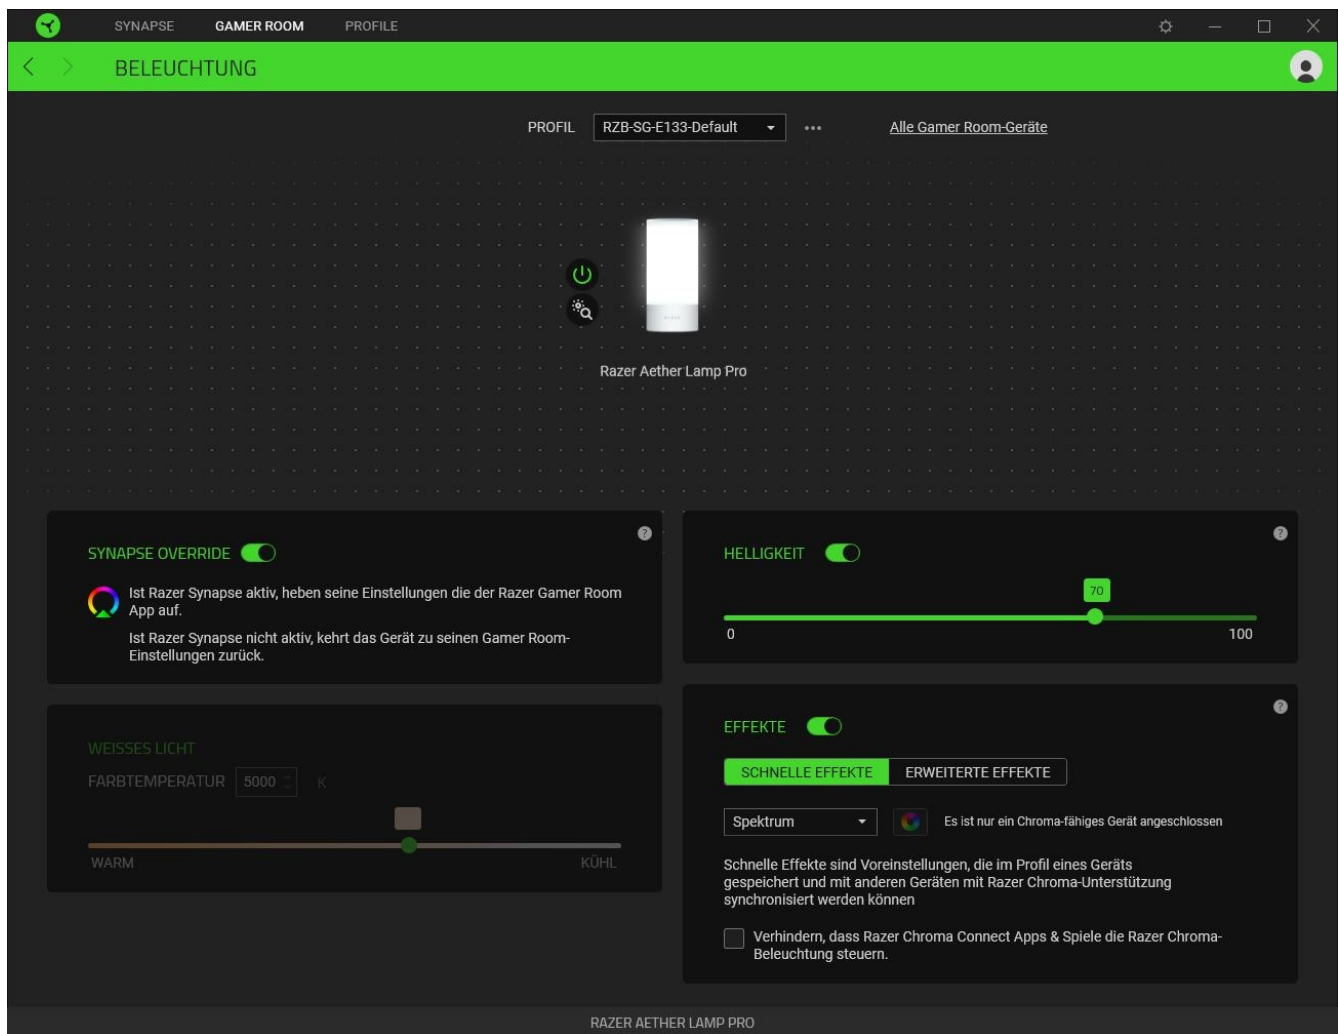 SYNAPSE GAMER ROOM PROFILE
BELEUCHTUNG
PROFIL RZB-SG-E133-Default ••• Alle Gamer Room-Geräte
Razer Aether Lamp Pro
SYNAPSE OVERRIDE
Ist Razer Synapse aktiv, heben seine Einstellungen die der Razer Gamer Room
App auf.
Ist Razer Synapse nicht aktiv, kehrt das Gerät zu seinen Gamer Room-
Einstellungen zurück.
WEISSES LICHT
FARBTEMPERATUR 5000 K
WARM KÜHL
HELLIGKEIT
70
0 100
EFFEKTE
SCHNELLE EFFEKTE ERWEITERTE EFFEKTE
Spektrum Es ist nur ein Chroma-fähiges Gerät angeschlossen
Schnelle Effekte sind Voreinstellungen, die im Profil eines Geräts
gespeichert und mit anderen Geräten mit Razer Chroma-Unterstützung
synchronisiert werden können
Verhindern, dass Razer Chroma Connect Apps & Spiele die Razer Chroma-
Beleuchtung steuern.
RAZER AETHER LAMP PRO